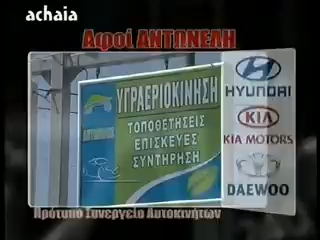 achaia
Αφοί ΑΝΤΩΝΕΛΗ
ΥΓΡΑΕΡΙΟΚΙΝΗΣΗ
ΤΟΠΟΘΕΤΗΣΕΙΣ
ΕΠΙΣΚΕΥΕΣ
ΣΥΝΤΗΡΗΣΗ
HYUNDAI
KIA
KIA MOTORS
DAEWOO
Πρότυπο Συνεργείο Αυτοκινήτων